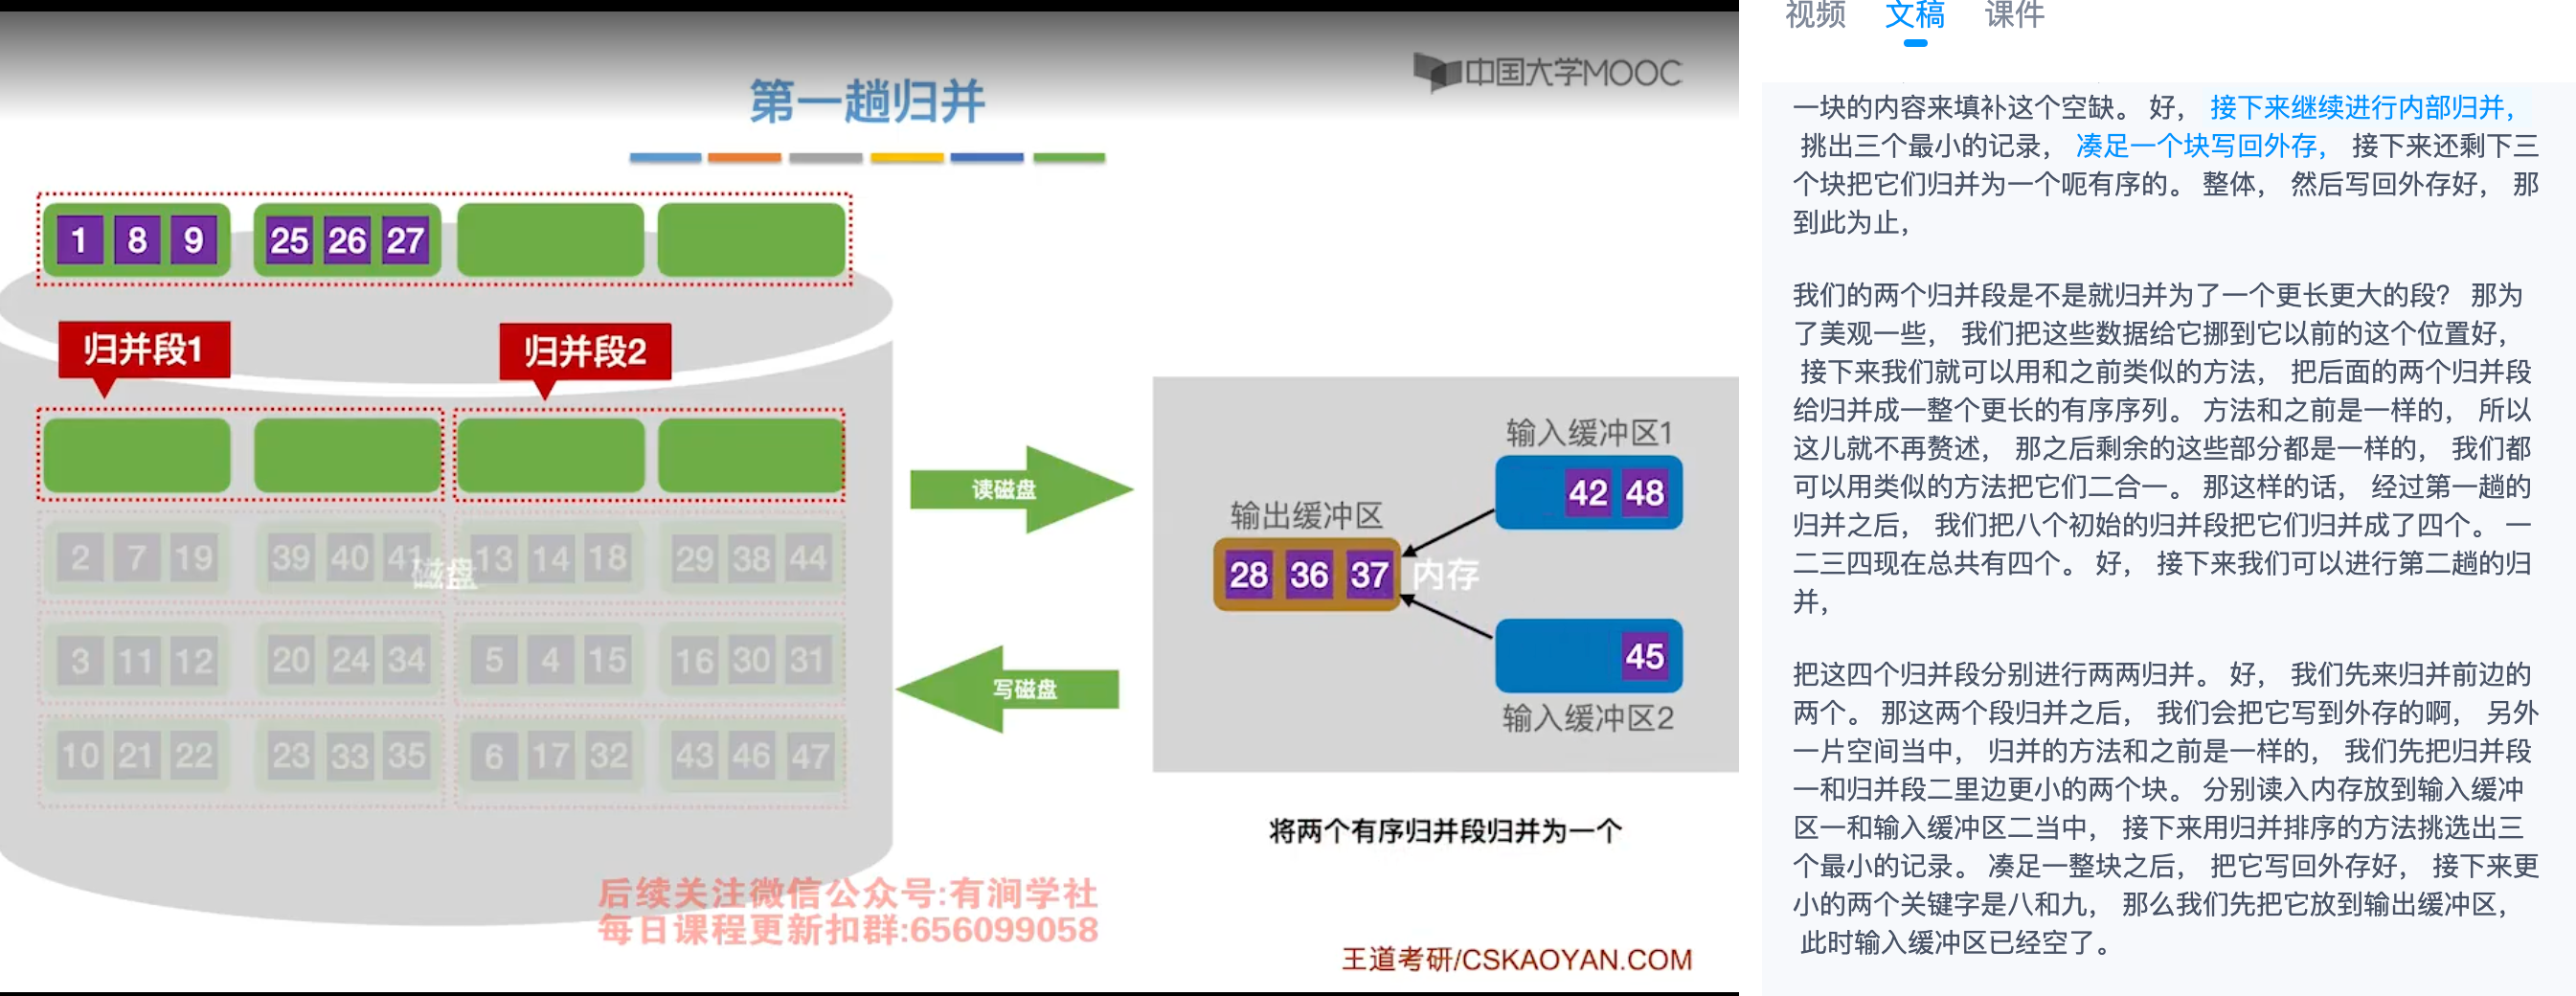 中国大学MOOC
第一趟归并
1 8 9 25 26 27
归并段1 归并段2
2 7 19 39 40 41 13 14 18 29 38 44
磁盘
3 11 12 20 24 34 5 4 15 16 30 31
10 21 22 23 33 35 6 17 32 43 46 47
读磁盘
写磁盘
输入缓冲区1
42 48
输出缓冲区
28 36 37
内存
45
输入缓冲区2
将两个有序归并段归并为一个
后续关注微信公众号:有涧学社
每日课程更新扣群:656099058
王道考研/CSKAOYAN.COM
视频 文稿 课件
一块的内容来填补这个空缺。 好， 接下来继续进行内部归并，
挑出三个最小的记录， 凑足一个块写回外存， 接下来还剩下三
个块把它们归并为一个呃有序的。 整体， 然后写回外存好， 那
到此为止，
我们的两个归并段是不是就归并为了一个更长更大的段? 那为
了美观一些， 我们把这些数据给它挪到它以前的这个位置好，
接下来我们就可以用和之前类似的方法， 把后面的两个归并段
给归并成一整个更长的有序序列。 方法和之前是一样的， 所以
这儿就不再赘述， 那之后剩余的这些部分都是一样的， 我们都
可以用类似的方法把它们二合一。 那这样的话， 经过第一趟的
归并之后， 我们把八个初始的归并段把它们归并成了四个。 一
二三四现在总共有四个。 好， 接下来我们可以进行第二趟的归
并，
把这四个归并段分别进行两两归并。 好， 我们先来归并前边的
两个。 那这两个段归并之后， 我们会把它写到外存的啊， 另外
一片空间当中， 归并的方法和之前是一样的， 我们先把归并段
一和归并段二里边更小的两个块。 分别读入内存放到输入缓冲
区一和输入缓冲区二当中， 接下来用归并排序的方法挑选出三
个最小的记录。 凑足一整块之后， 把它写回外存好， 接下来更
小的两个关键字是八和九， 那么我们先把它放到输出缓冲区，
此时输入缓冲区已经空了。